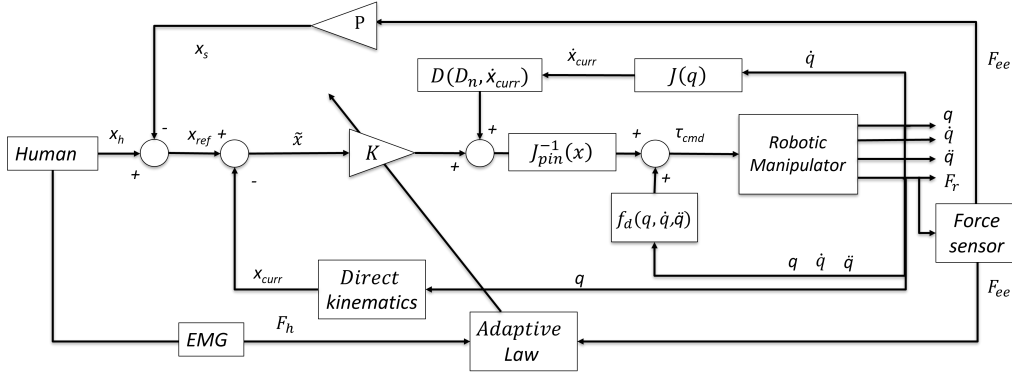 P
x_s
F_ee
D(D_n, ẋ_curr)
ẋ_curr
J(q)
q̇
-
+
x_h
x_ref
+
x̃
K
+
J_pin^{-1}(x)
+
τ_cmd
Robotic
Manipulator
q
q̇
q̈
F_r
Human
+
-
+
f_d(q, q̇,q̈)
Force
sensor
q q̇ q̈
x_curr
Direct
kinematics
q
F_ee
EMG
F_h
Adaptive
Law